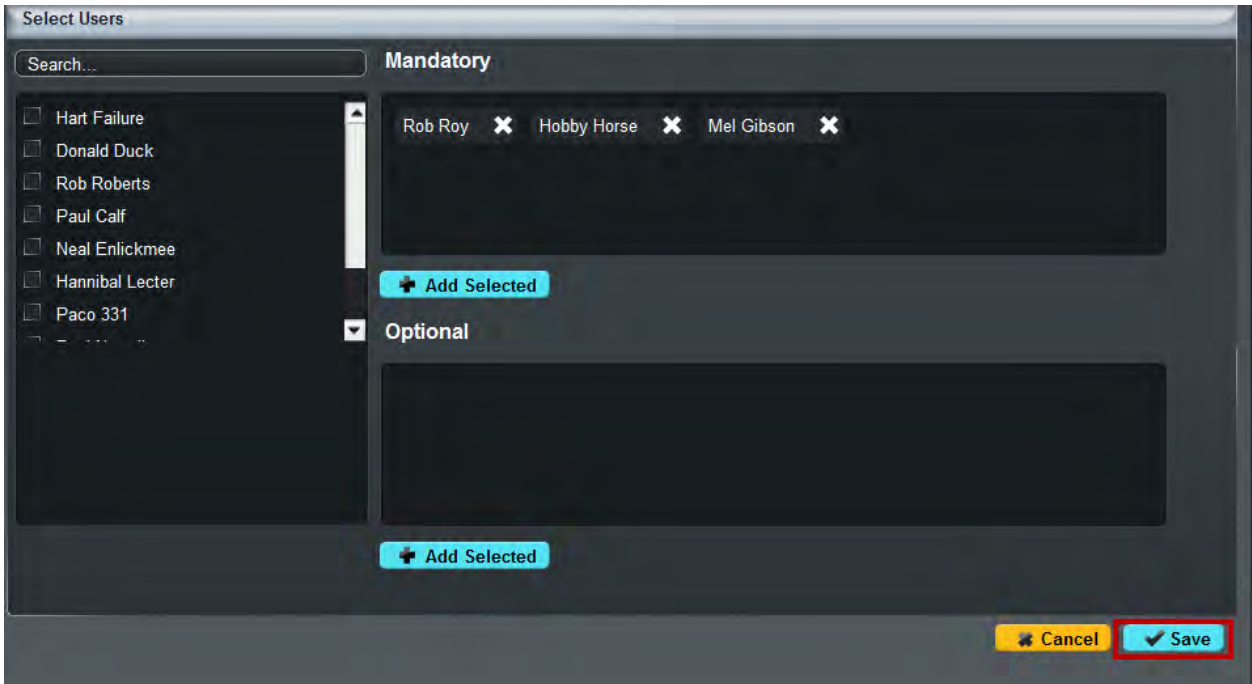 Select Users
Search...
Hart Failure
Donald Duck
Rob Roberts
Paul Calf
Neal Enlickmee
Hannibal Lecter
Paco 331
Mandatory
Rob Roy Hobby Horse Mel Gibson
Add Selected
Optional
Add Selected
Cancel Save